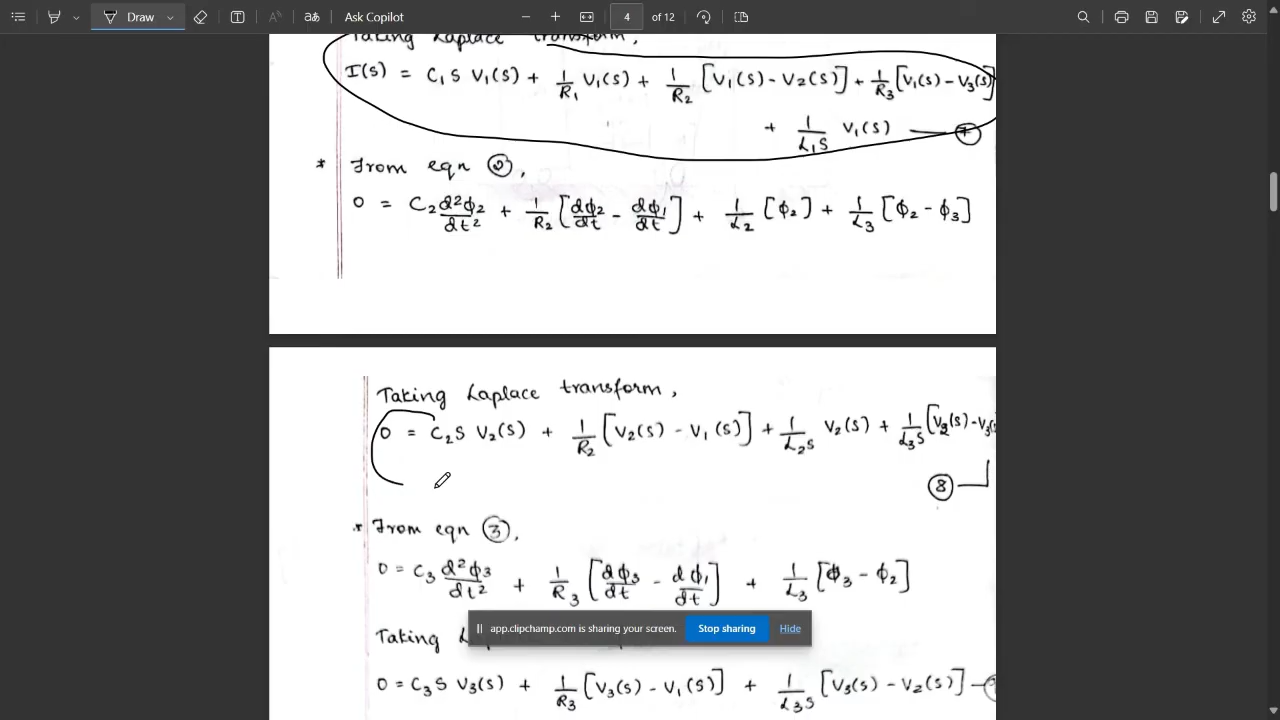 Draw
Ask Copilot
4 of 12
Taking Laplace transform,
I(s) = C₁s V₁(s) + 1/R₁ V₁(s) + 1/R₂ [V₁(s) - V₂(s)] + 1/R₃ [V₁(s) - V₃(s)]
+ 1/L₁s V₁(s) — ⑦
* From eqn ②,
0 = C₂ d²ϕ₂/dt² + 1/R₂ [dϕ₂/dt - dϕ₁/dt] + 1/L₂ [ϕ₂] + 1/L₃ [ϕ₂ - ϕ₃]
Taking Laplace transform,
0 = C₂s V₂(s) + 1/R₂ [V₂(s) - V₁(s)] + 1/L₂s V₂(s) + 1/L₃s [V₂(s) - V₃(s)
⑧
* From eqn ③,
0 = C₃ d²ϕ₃/dt² + 1/R₃ [dϕ₃/dt - dϕ₁/dt] + 1/L₃ [ϕ₃ - ϕ₂]
app.clipchamp.com is sharing your screen. Stop sharing Hide
Taking
0 = C₃s V₃(s) + 1/R₃ [V₃(s) - V₁(s)] + 1/L₃s [V₃(s) - V₂(s)] —